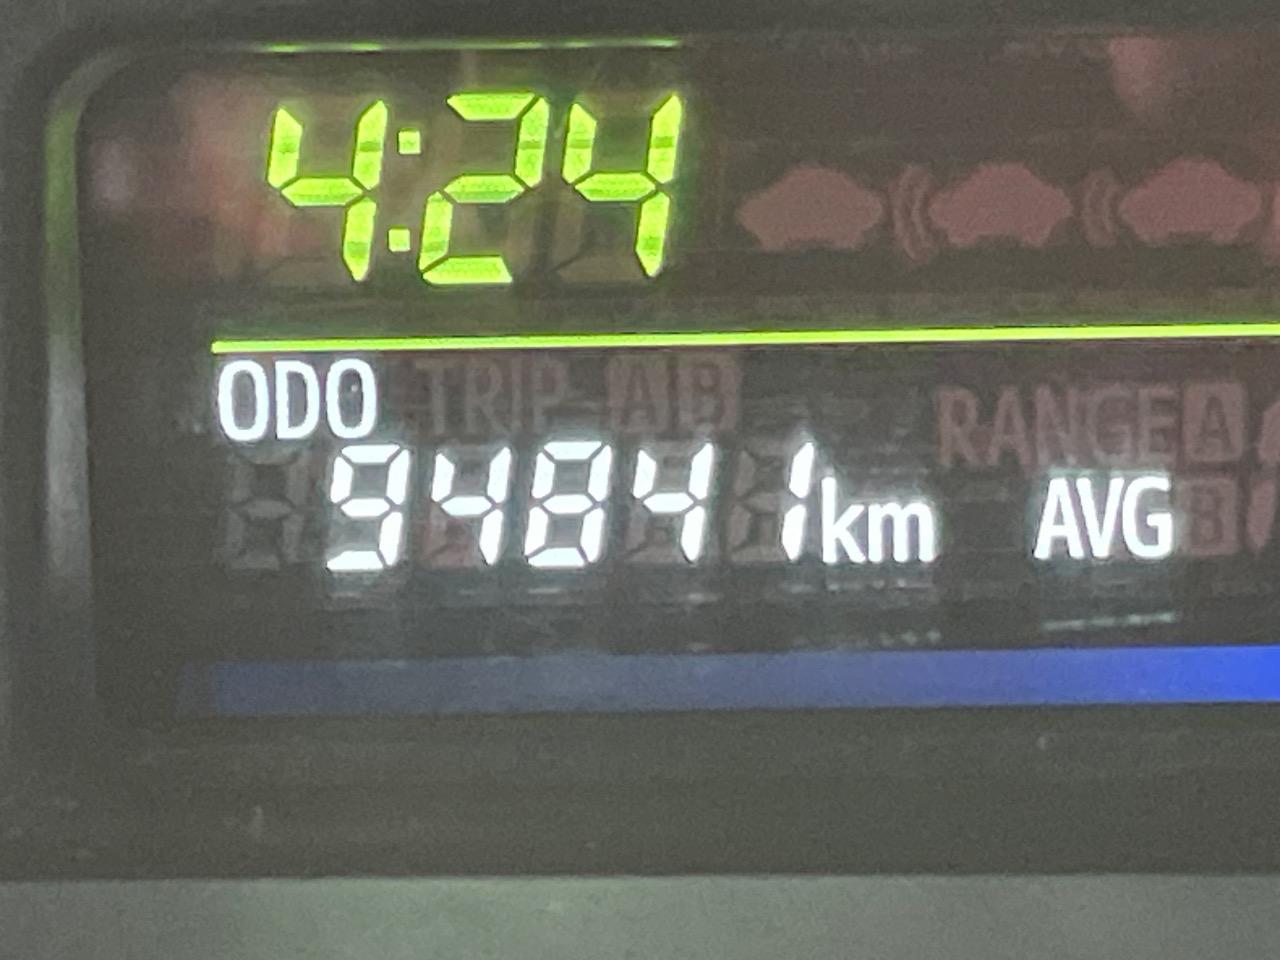 4:24
ODO TRIP A B
RANGE A
94841 km AVG B